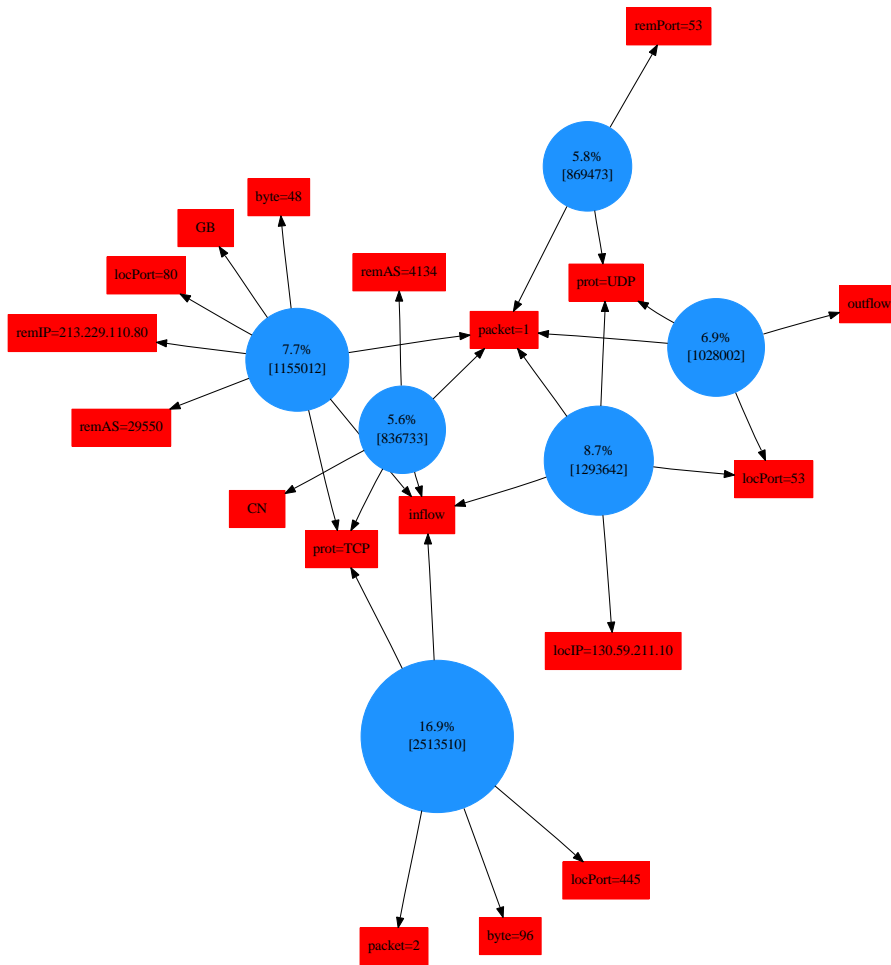 remPort=53
5.8%
[869473]
byte=48
GB
locPort=80
remAS=4134
prot=UDP
outflow
remIP=213.229.110.80
packet=1
6.9%
[1028002]
7.7%
[1155012]
remAS=29550
5.6%
[836733]
8.7%
[1293642]
locPort=53
CN
inflow
prot=TCP
locIP=130.59.211.10
16.9%
[2513510]
locPort=445
byte=96
packet=2